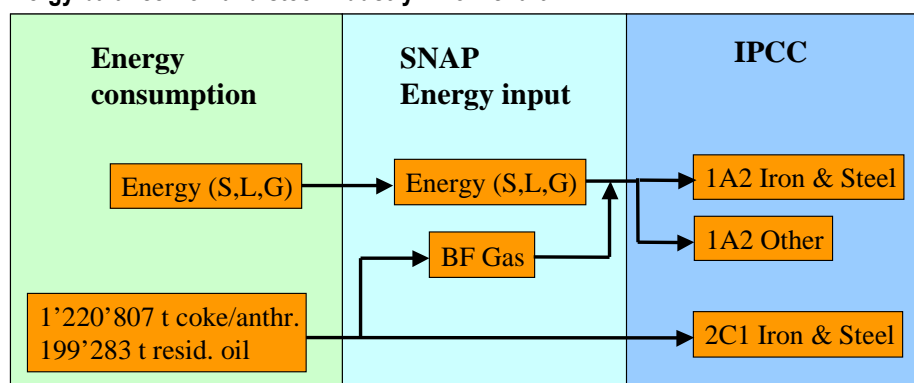 Energy
consumption
SNAP
Energy input
IPCC
Energy (S,L,G)
Energy (S,L,G)
1A2 Iron & Steel
1A2 Other
BF Gas
1’220’807 t coke/anthr.
199’283 t resid. oil
2C1 Iron & Steel